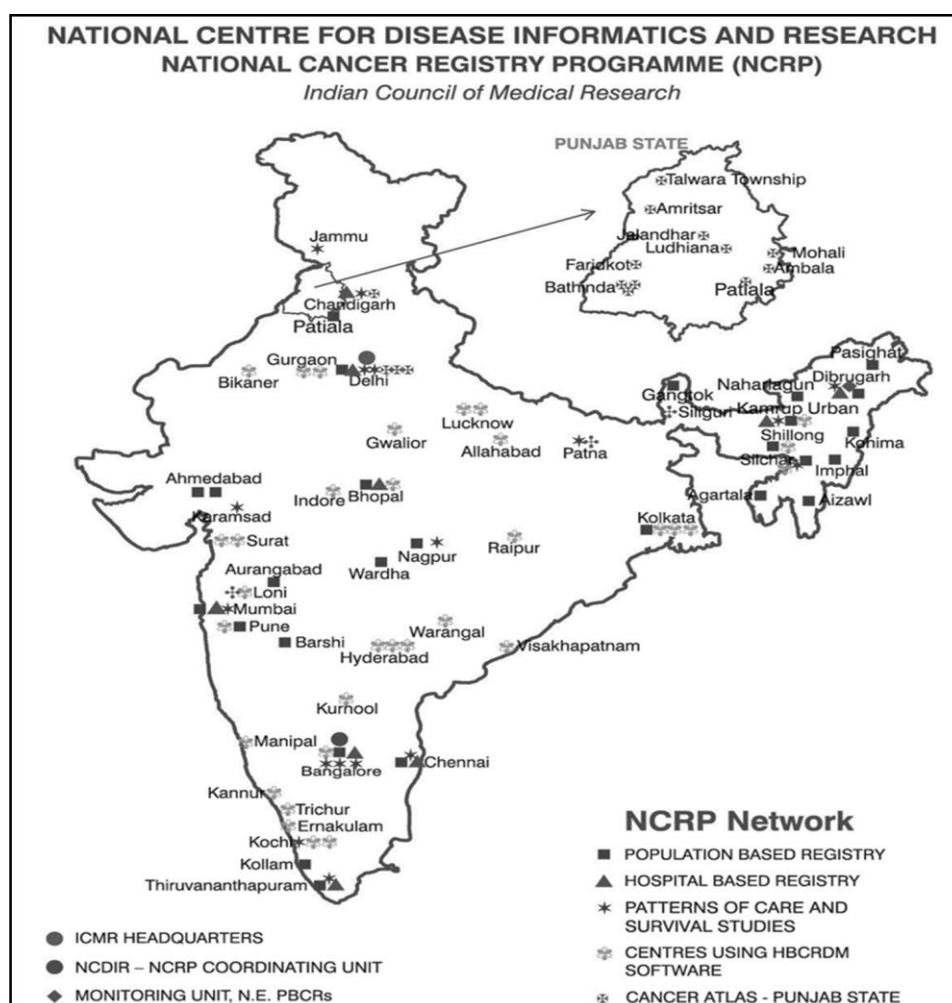 NATIONAL CENTRE FOR DISEASE INFORMATICS AND RESEARCH
NATIONAL CANCER REGISTRY PROGRAMME (NCRP)
Indian Council of Medical Research
PUNJAB STATE
Talwara Township
Amritsar
Jalandhar
Ludhiana
Mohali
Faridkot
Ambala
Bathinda
Patiala
Jammu
Chandigarh
Patiala
Gurgaon
Bikaner
Delhi
Pasighat
Naharlagun
Dibrugarh
Gangtok
Siliguri
Kamrup Urban
Lucknow
Gwalior
Allahabad
Patna
Shillong
Kohima
Silchar
Imphal
Ahmedabad
Indore
Bhopal
Agartala
Aizawl
Karamsad
Kolkata
Surat
Nagpur
Raipur
Wardha
Aurangabad
Loni
Mumbai
Pune
Warangal
Barshi
Hyderabad
Visakhapatnam
Kurnool
Manipal
Bangalore
Chennai
Kannur
Trichur
Ernakulam
Kochi
Kollam
Thiruvananthapuram
NCRP Network
POPULATION BASED REGISTRY
HOSPITAL BASED REGISTRY
PATTERNS OF CARE AND
SURVIVAL STUDIES
CENTRES USING HBCRDM
SOFTWARE
CANCER ATLAS - PUNJAB STATE
ICMR HEADQUARTERS
NCDIR – NCRP COORDINATING UNIT
MONITORING UNIT, N.E. PBCRs